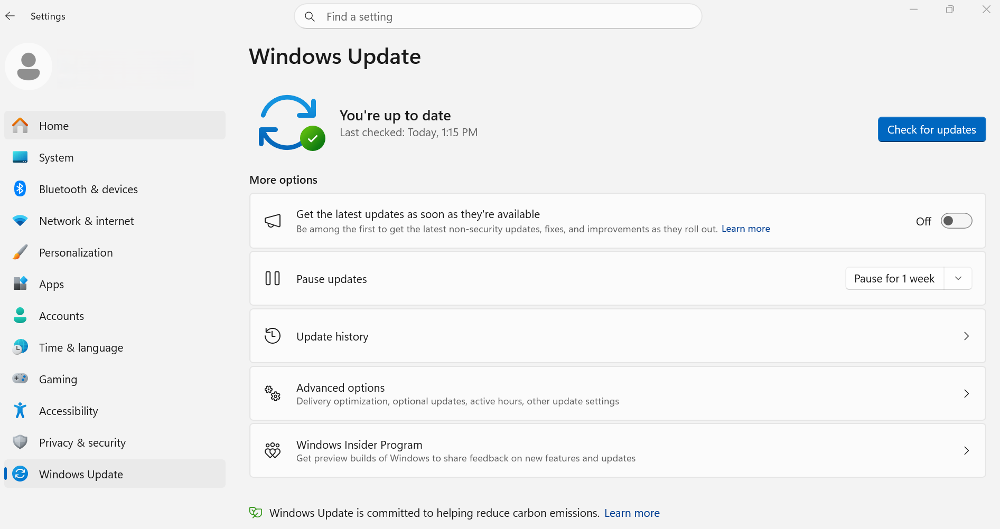 Settings
Find a setting
Home
System
Bluetooth & devices
Network & internet
Personalization
Apps
Accounts
Time & language
Gaming
Accessibility
Privacy & security
Windows Update
Windows Update
You're up to date
Last checked: Today, 1:15 PM
Check for updates
More options
Get the latest updates as soon as they're available
Be among the first to get the latest non-security updates, fixes, and improvements as they roll out. Learn more
Off
Pause updates
Pause for 1 week
Update history
Advanced options
Delivery optimization, optional updates, active hours, other update settings
Windows Insider Program
Get preview builds of Windows to share feedback on new features and updates
Windows Update is committed to helping reduce carbon emissions. Learn more